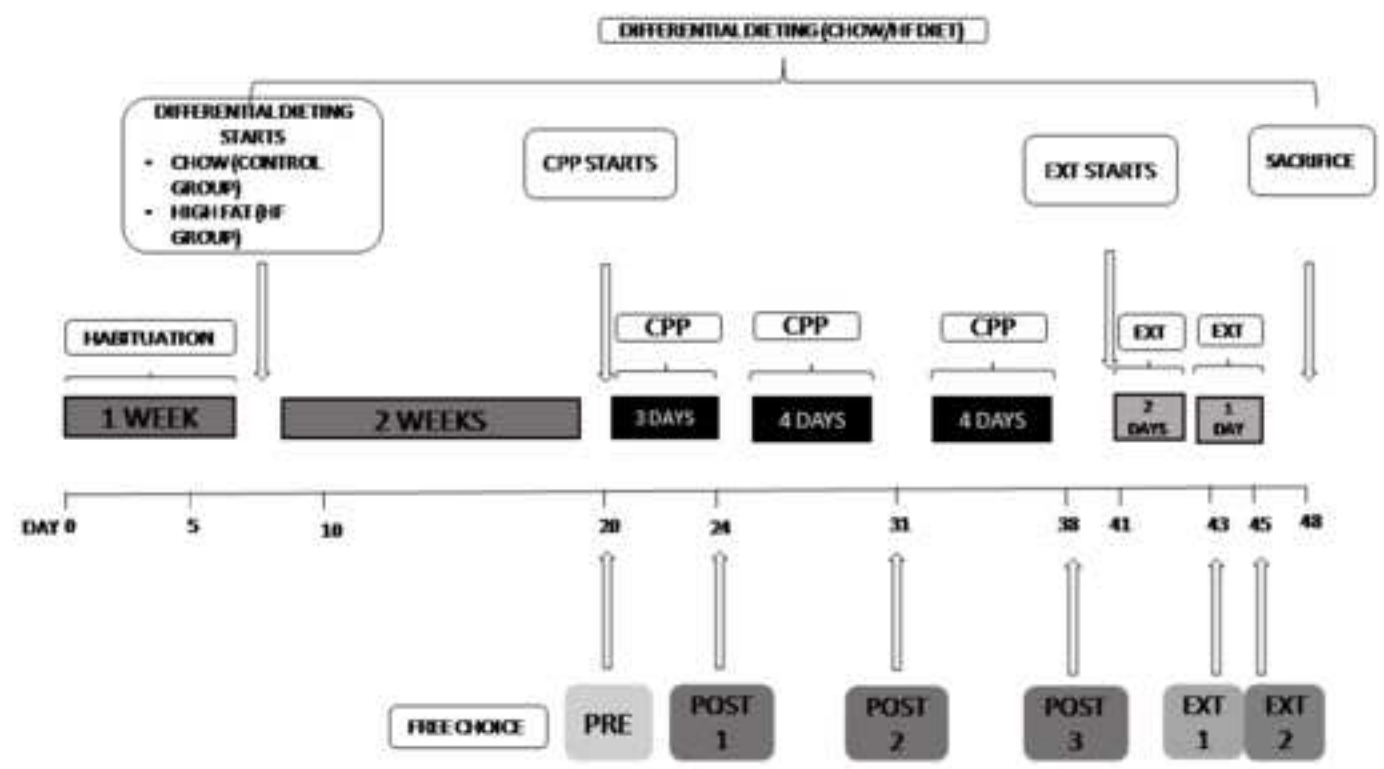 DIFFERENTIAL DIETING (CHOW/HF DIET)
DIFFERENTIAL DIETING
STARTS
• CHOW (CONTROL
GROUP)
• HIGH FAT (HF
GROUP)
CPP STARTS
EXT STARTS
SACRIFICE
HABITUATION
CPP
CPP
CPP
EXT
EXT
1 WEEK
2 WEEKS
3 DAYS
4 DAYS
4 DAYS
2
DAYS
1
DAY
DAY 0 5 10 20 24 31 38 41 43 45 48
FREE CHOICE
PRE
POST
1
POST
2
POST
3
EXT
1
EXT
2